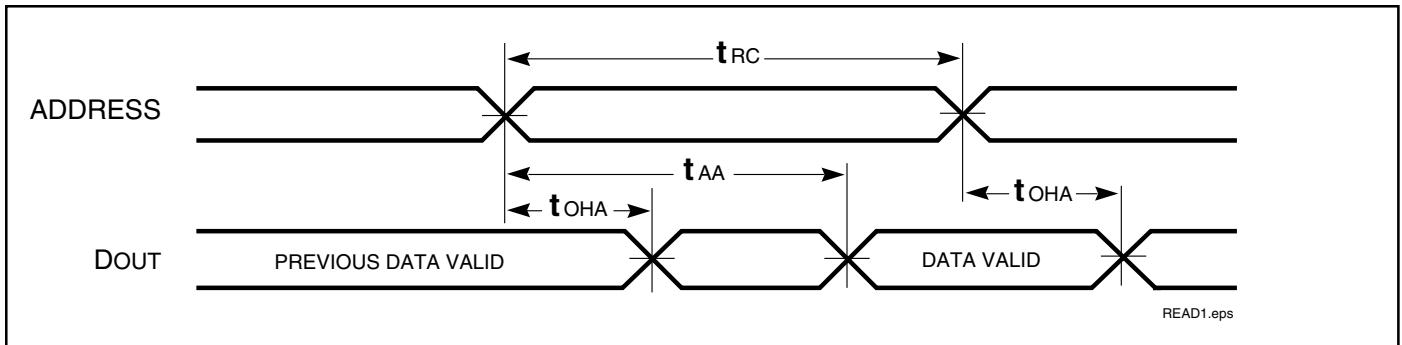 tRC
ADDRESS
tAA
tOHA
tOHA
DOUT
PREVIOUS DATA VALID
DATA VALID
READ1.eps